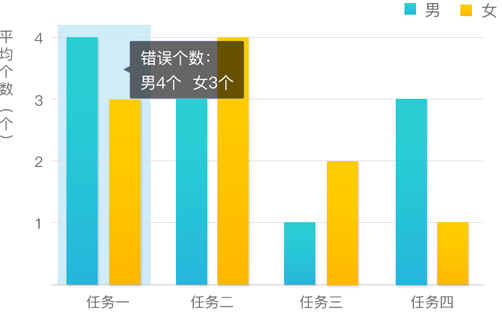 男 女
平均个数（个）
4
错误个数：
男4个 女3个
3
2
1
任务一 任务二 任务三 任务四